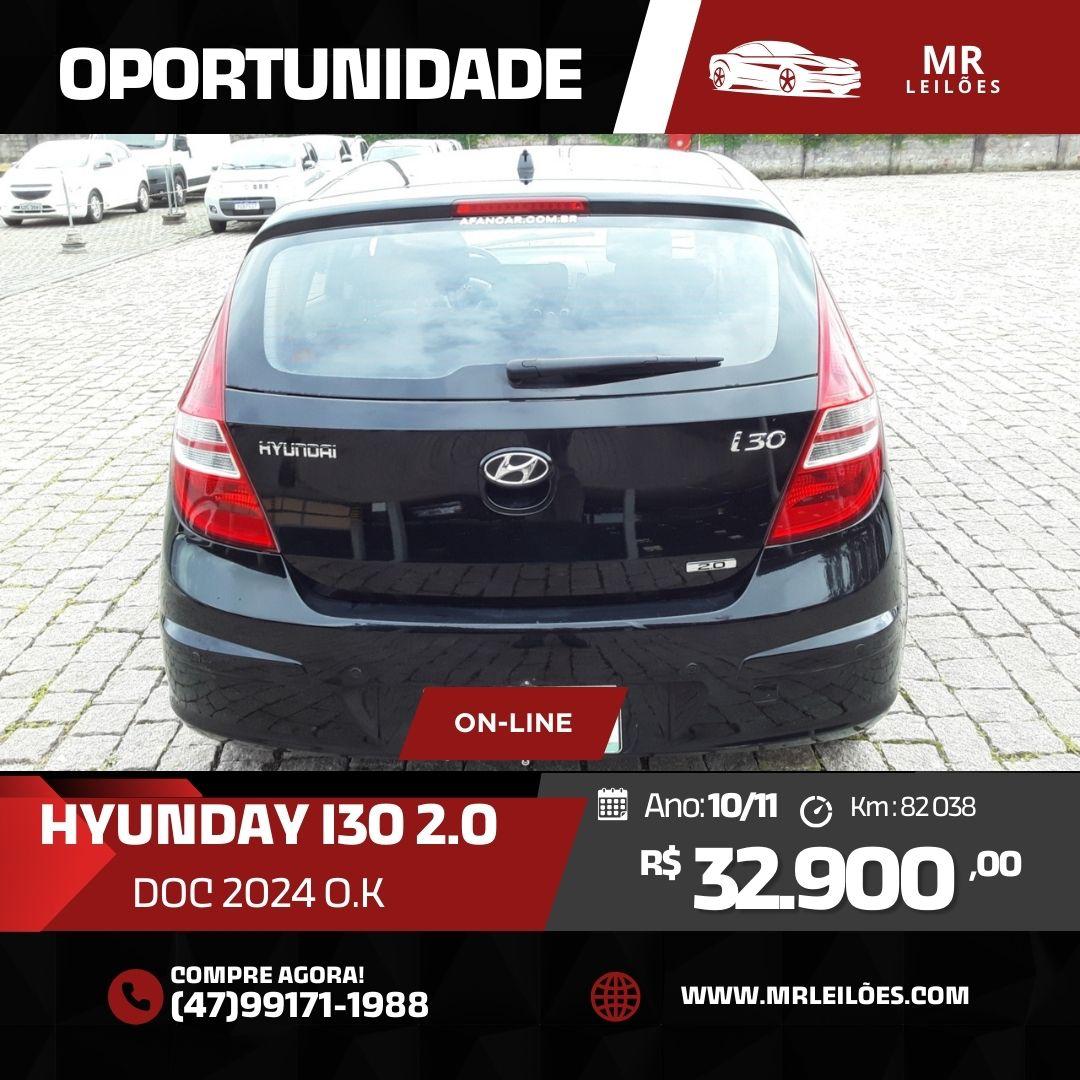 OPORTUNIDADE
MR
LEILÕES
AFANCAR.COM.BR
HYUNDAI
i30
2.0
ON-LINE
HYUNDAY I30 2.0
DOC 2024 O.K
Ano: 10/11
Km: 82 038
R$ 32.900,00
COMPRE AGORA!
(47)99171-1988
WWW.MRLEILÕES.COM